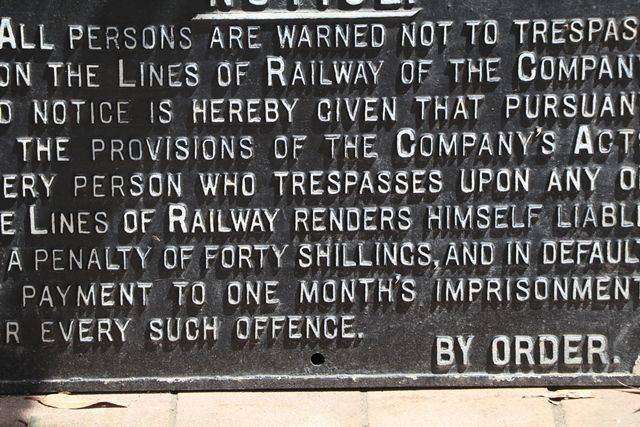 NOTICE.
ALL PERSONS ARE WARNED NOT TO TRESPAS
ON THE LINES OF RAILWAY OF THE COMPANY
D NOTICE IS HEREBY GIVEN THAT PURSUAN
THE PROVISIONS OF THE COMPANY'S ACTS
ERY PERSON WHO TRESPASSES UPON ANY O
E LINES OF RAILWAY RENDERS HIMSELF LIABLE
A PENALTY OF FORTY SHILLINGS, AND IN DEFAUL
PAYMENT TO ONE MONTH'S IMPRISONMENT
R EVERY SUCH OFFENCE.
BY ORDER.